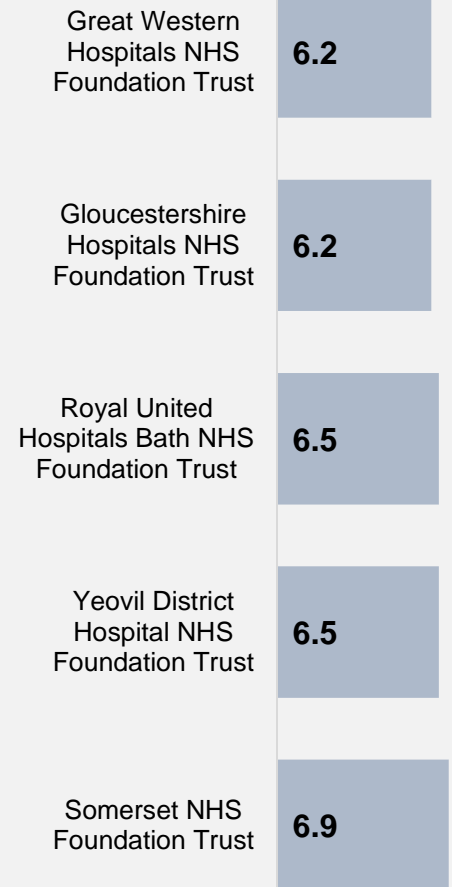 Great Western
Hospitals NHS
Foundation Trust
6.2
Gloucestershire
Hospitals NHS
Foundation Trust
6.2
Royal United
Hospitals Bath NHS
Foundation Trust
6.5
Yeovil District
Hospital NHS
Foundation Trust
6.5
Somerset NHS
Foundation Trust
6.9